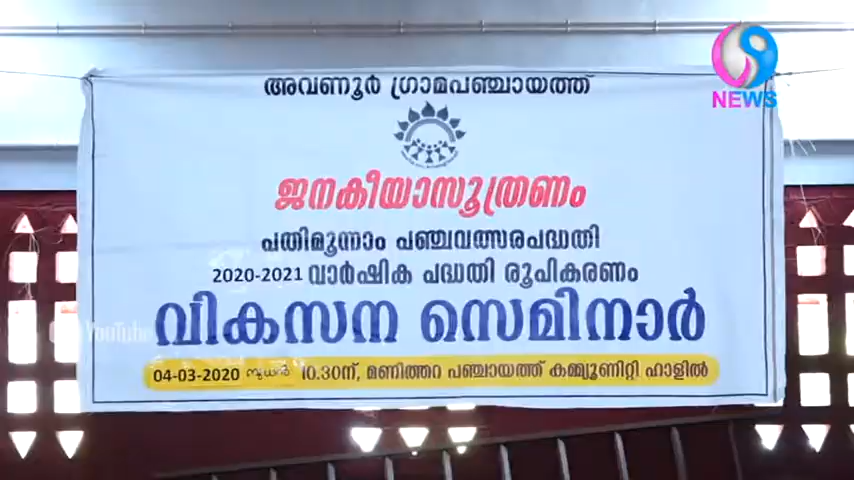 അവണൂർ ഗ്രാമപഞ്ചായത്ത്
ജനകീയാസൂത്രണം
പതിമൂന്നാം പഞ്ചവത്സരപദ്ധതി
2020-2021 വാർഷിക പദ്ധതി രൂപികരണം
വികസന സെമിനാർ
04-03-2020 ബുധൻ 10.30ന്, മണിത്തറ പഞ്ചായത്ത് കമ്മ്യൂണിറ്റി ഹാളിൽ
NEWS
YouTube